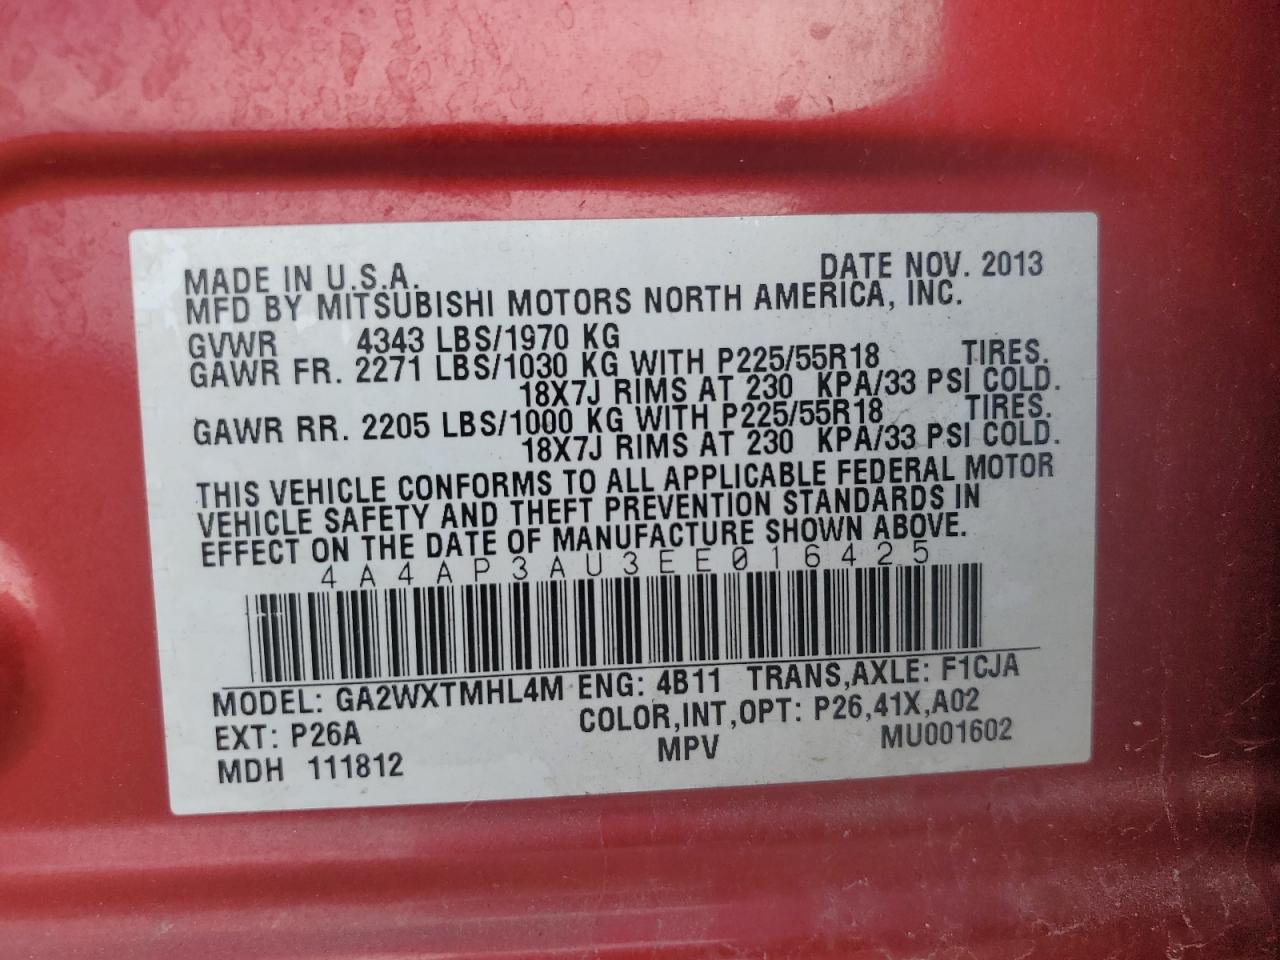 MADE IN U.S.A. DATE NOV. 2013
MFD BY MITSUBISHI MOTORS NORTH AMERICA, INC.
GVWR 4343 LBS/1970 KG
GAWR FR. 2271 LBS/1030 KG WITH P225/55R18 TIRES.
18X7J RIMS AT 230 KPA/33 PSI COLD.
GAWR RR. 2205 LBS/1000 KG WITH P225/55R18 TIRES.
18X7J RIMS AT 230 KPA/33 PSI COLD.
THIS VEHICLE CONFORMS TO ALL APPLICABLE FEDERAL MOTOR
VEHICLE SAFETY AND THEFT PREVENTION STANDARDS IN
EFFECT ON THE DATE OF MANUFACTURE SHOWN ABOVE.
4A4AP3AU3EE016425
MODEL: GA2WXTMHL4M ENG: 4B11 TRANS,AXLE: F1CJA
EXT: P26A COLOR,INT,OPT: P26,41X,A02
MDH 111812 MPV MU001602